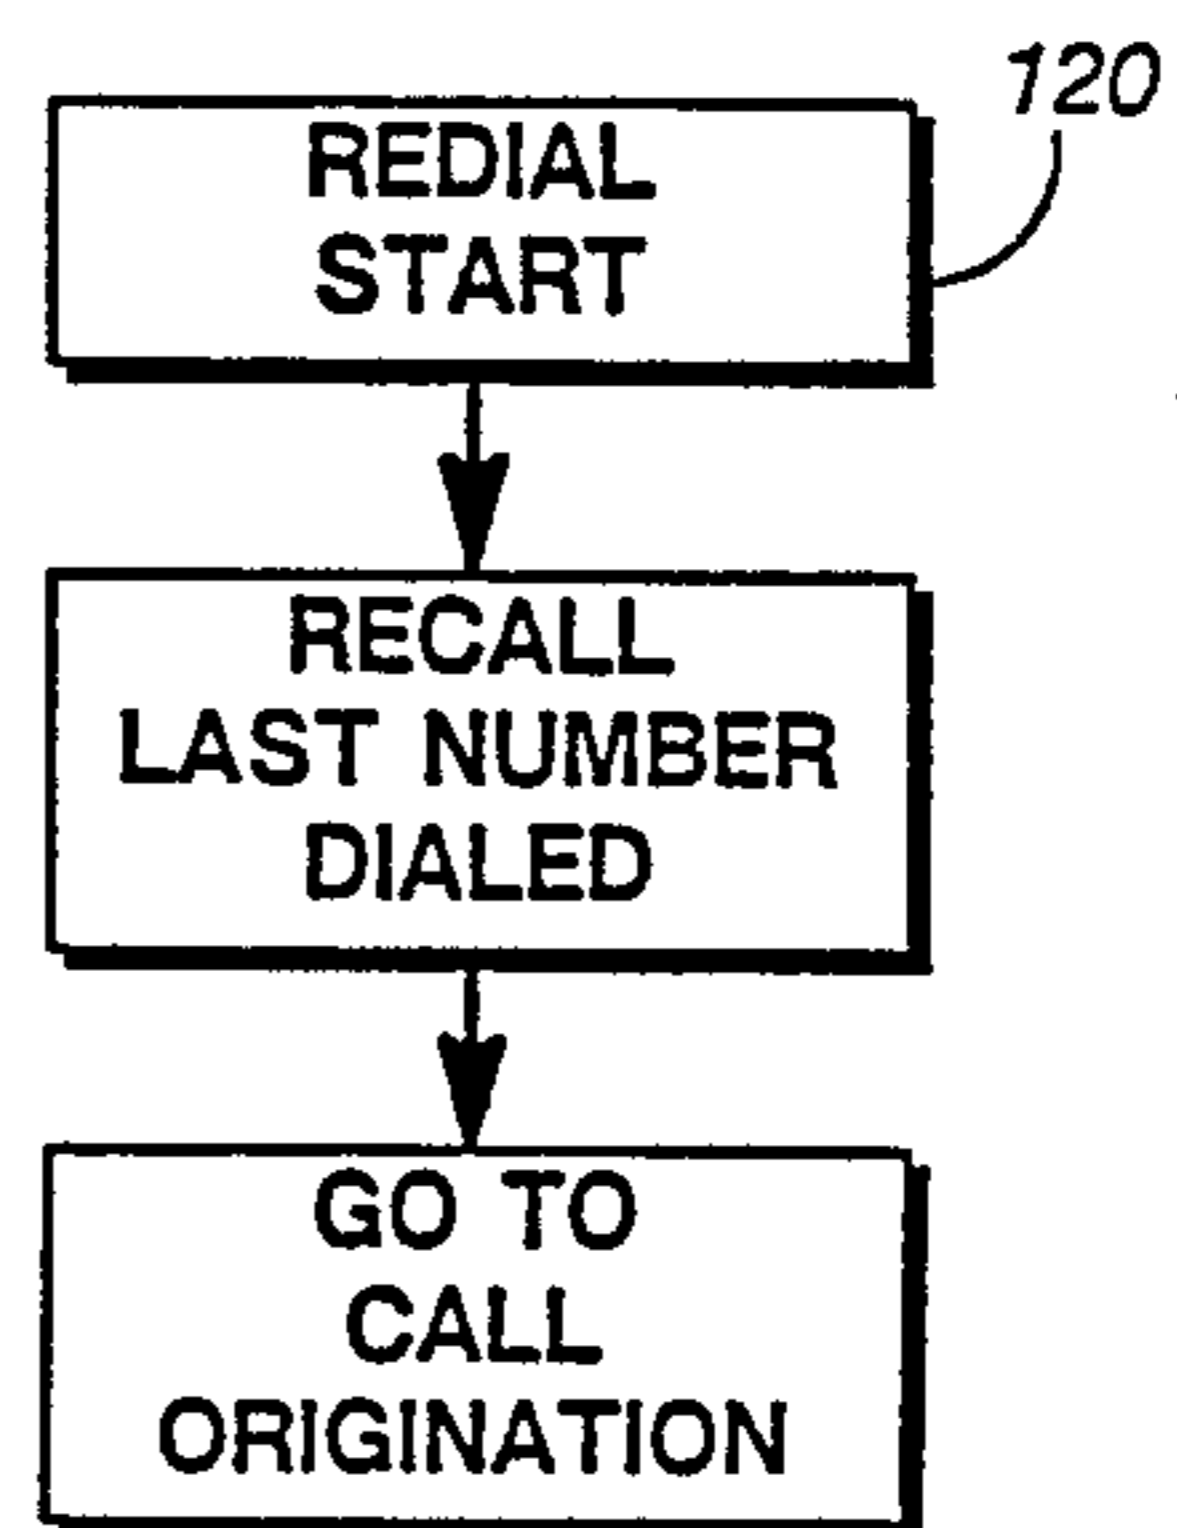 120
REDIAL
START
RECALL
LAST NUMBER
DIALED
GO TO
CALL
ORIGINATION